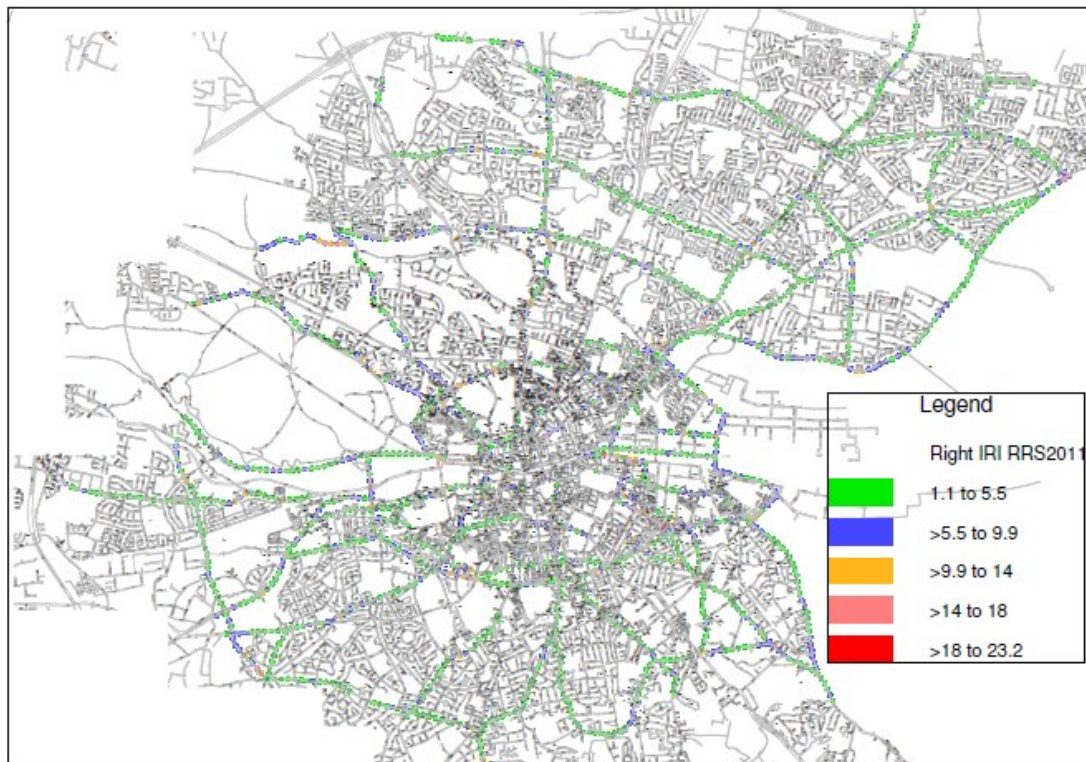 Legend
Right IRI RRS2011
1.1 to 5.5
>5.5 to 9.9
>9.9 to 14
>14 to 18
>18 to 23.2